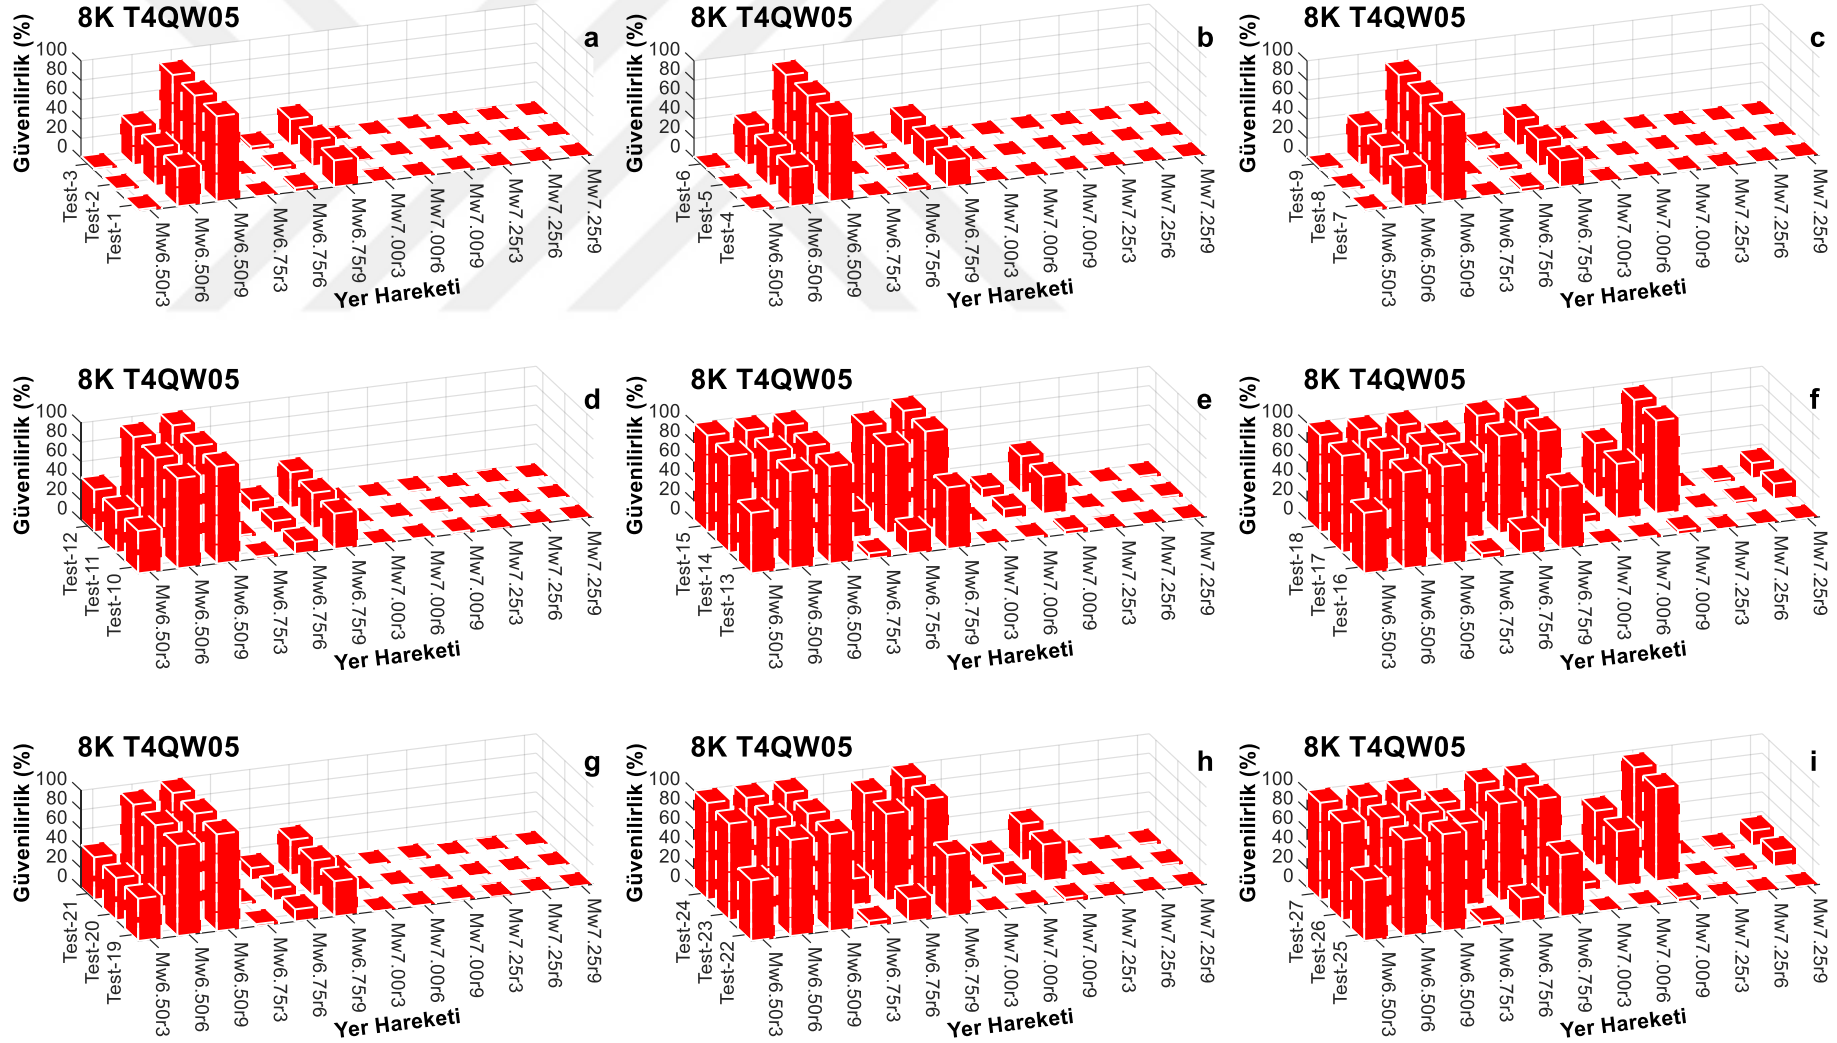 8K T4QW05
a
Güvenilirlik (%)
100
80
60
40
20
0
Test-3
Test-2
Test-1
Mw6.50r3
Mw6.50r6
Mw6.50r9
Mw6.75r3
Mw6.75r6
Mw6.75r9
Mw7.00r3
Mw7.00r6
Mw7.00r9
Mw7.25r3
Mw7.25r6
Mw7.25r9
Yer Hareketi
8K T4QW05
b
Güvenilirlik (%)
100
80
60
40
20
0
Test-6
Test-5
Test-4
Mw6.50r3
Mw6.50r6
Mw6.50r9
Mw6.75r3
Mw6.75r6
Mw6.75r9
Mw7.00r3
Mw7.00r6
Mw7.00r9
Mw7.25r3
Mw7.25r6
Mw7.25r9
Yer Hareketi
8K T4QW05
c
Güvenilirlik (%)
100
80
60
40
20
0
Test-9
Test-8
Test-7
Mw6.50r3
Mw6.50r6
Mw6.50r9
Mw6.75r3
Mw6.75r6
Mw6.75r9
Mw7.00r3
Mw7.00r6
Mw7.00r9
Mw7.25r3
Mw7.25r6
Mw7.25r9
Yer Hareketi
8K T4QW05
d
Güvenilirlik (%)
100
80
60
40
20
0
Test-12
Test-11
Test-10
Mw6.50r3
Mw6.50r6
Mw6.50r9
Mw6.75r3
Mw6.75r6
Mw6.75r9
Mw7.00r3
Mw7.00r6
Mw7.00r9
Mw7.25r3
Mw7.25r6
Mw7.25r9
Yer Hareketi
8K T4QW05
e
Güvenilirlik (%)
100
80
60
40
20
0
Test-15
Test-14
Test-13
Mw6.50r3
Mw6.50r6
Mw6.50r9
Mw6.75r3
Mw6.75r6
Mw6.75r9
Mw7.00r3
Mw7.00r6
Mw7.00r9
Mw7.25r3
Mw7.25r6
Mw7.25r9
Yer Hareketi
8K T4QW05
f
Güvenilirlik (%)
100
80
60
40
20
0
Test-18
Test-17
Test-16
Mw6.50r3
Mw6.50r6
Mw6.50r9
Mw6.75r3
Mw6.75r6
Mw6.75r9
Mw7.00r3
Mw7.00r6
Mw7.00r9
Mw7.25r3
Mw7.25r6
Mw7.25r9
Yer Hareketi
8K T4QW05
g
Güvenilirlik (%)
100
80
60
40
20
0
Test-21
Test-20
Test-19
Mw6.50r3
Mw6.50r6
Mw6.50r9
Mw6.75r3
Mw6.75r6
Mw6.75r9
Mw7.00r3
Mw7.00r6
Mw7.00r9
Mw7.25r3
Mw7.25r6
Mw7.25r9
Yer Hareketi
8K T4QW05
h
Güvenilirlik (%)
100
80
60
40
20
0
Test-24
Test-23
Test-22
Mw6.50r3
Mw6.50r6
Mw6.50r9
Mw6.75r3
Mw6.75r6
Mw6.75r9
Mw7.00r3
Mw7.00r6
Mw7.00r9
Mw7.25r3
Mw7.25r6
Mw7.25r9
Yer Hareketi
8K T4QW05
i
Güvenilirlik (%)
100
80
60
40
20
0
Test-27
Test-26
Test-25
Mw6.50r3
Mw6.50r6
Mw6.50r9
Mw6.75r3
Mw6.75r6
Mw6.75r9
Mw7.00r3
Mw7.00r6
Mw7.00r9
Mw7.25r3
Mw7.25r6
Mw7.25r9
Yer Hareketi